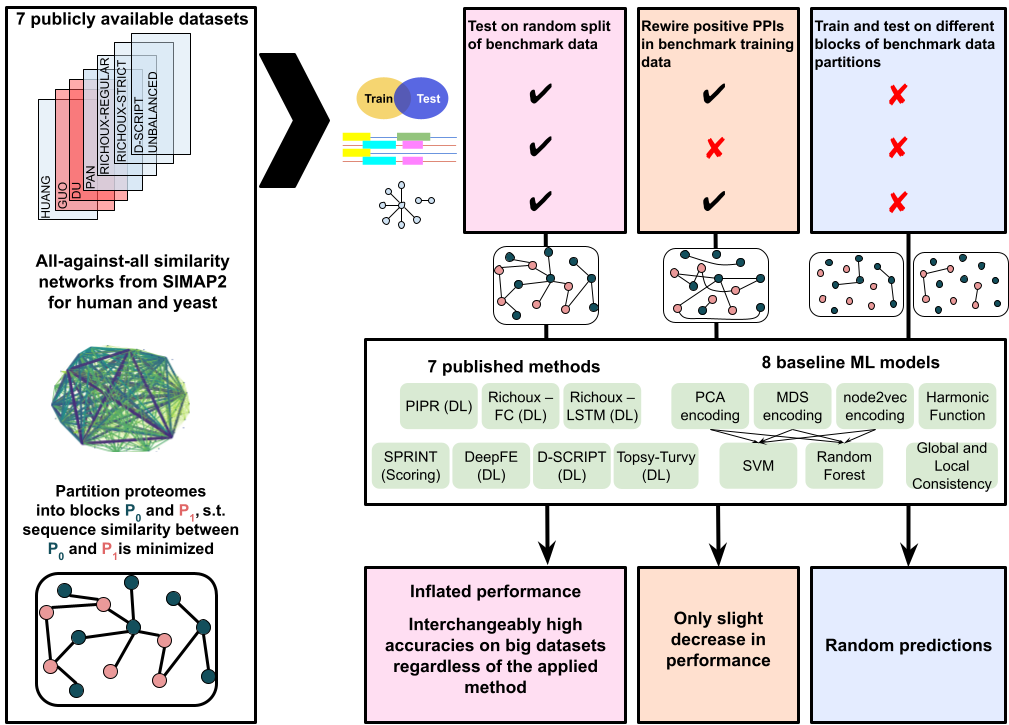 7 publicly available datasets
HUANG
GUO
DU
PAN
RICHOUX-REGULAR
RICHOUX-STRICT
D-SCRIPT
UNBALANCED
All-against-all similarity
networks from SIMAP2
for human and yeast
Partition proteomes
into blocks P0 and P1, s.t.
sequence similarity between
P0 and P1 is minimized
Train
Test
Test on random split
of benchmark data
✔
✔
✔
Rewire positive PPIs
in benchmark training
data
✔
✘
✔
Train and test on different
blocks of benchmark data
partitions
✘
✘
✘
7 published methods
PIPR (DL)
Richoux –
FC (DL)
Richoux –
LSTM (DL)
SPRINT
(Scoring)
DeepFE
(DL)
D-SCRIPT
(DL)
Topsy-Turvy
(DL)
8 baseline ML models
PCA
encoding
MDS
encoding
node2vec
encoding
Harmonic
Function
SVM
Random
Forest
Global and
Local
Consistency
Inflated performance
Interchangeably high
accuracies on big datasets
regardless of the applied
method
Only slight
decrease in
performance
Random predictions